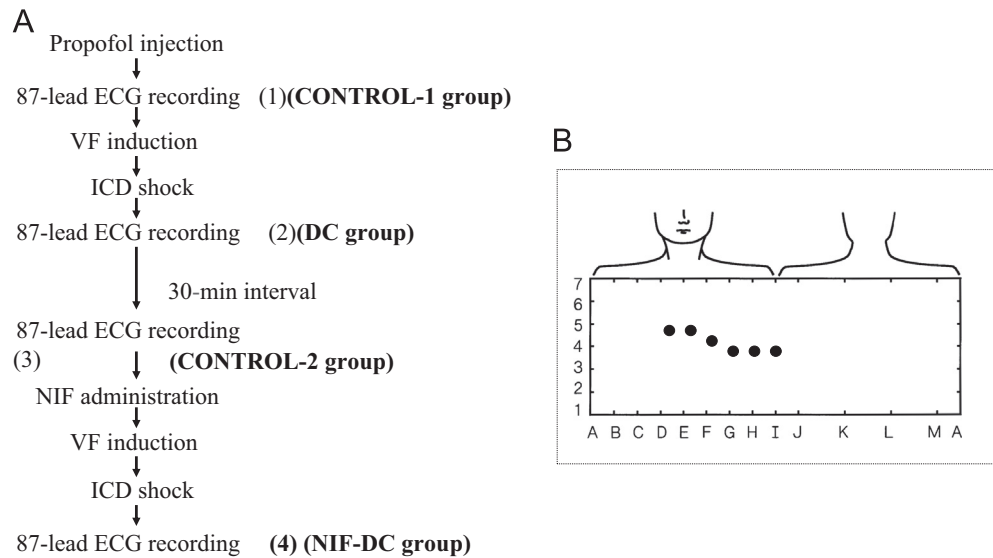 A
Propofol injection
87-lead ECG recording (1)(CONTROL-1 group)
VF induction
ICD shock
87-lead ECG recording (2)(DC group)
30-min interval
87-lead ECG recording
(3) (CONTROL-2 group)
NIF administration
VF induction
ICD shock
87-lead ECG recording (4) (NIF-DC group)
B
7
6
5
4
3
2
1
A B C D E F G H I J K L M A